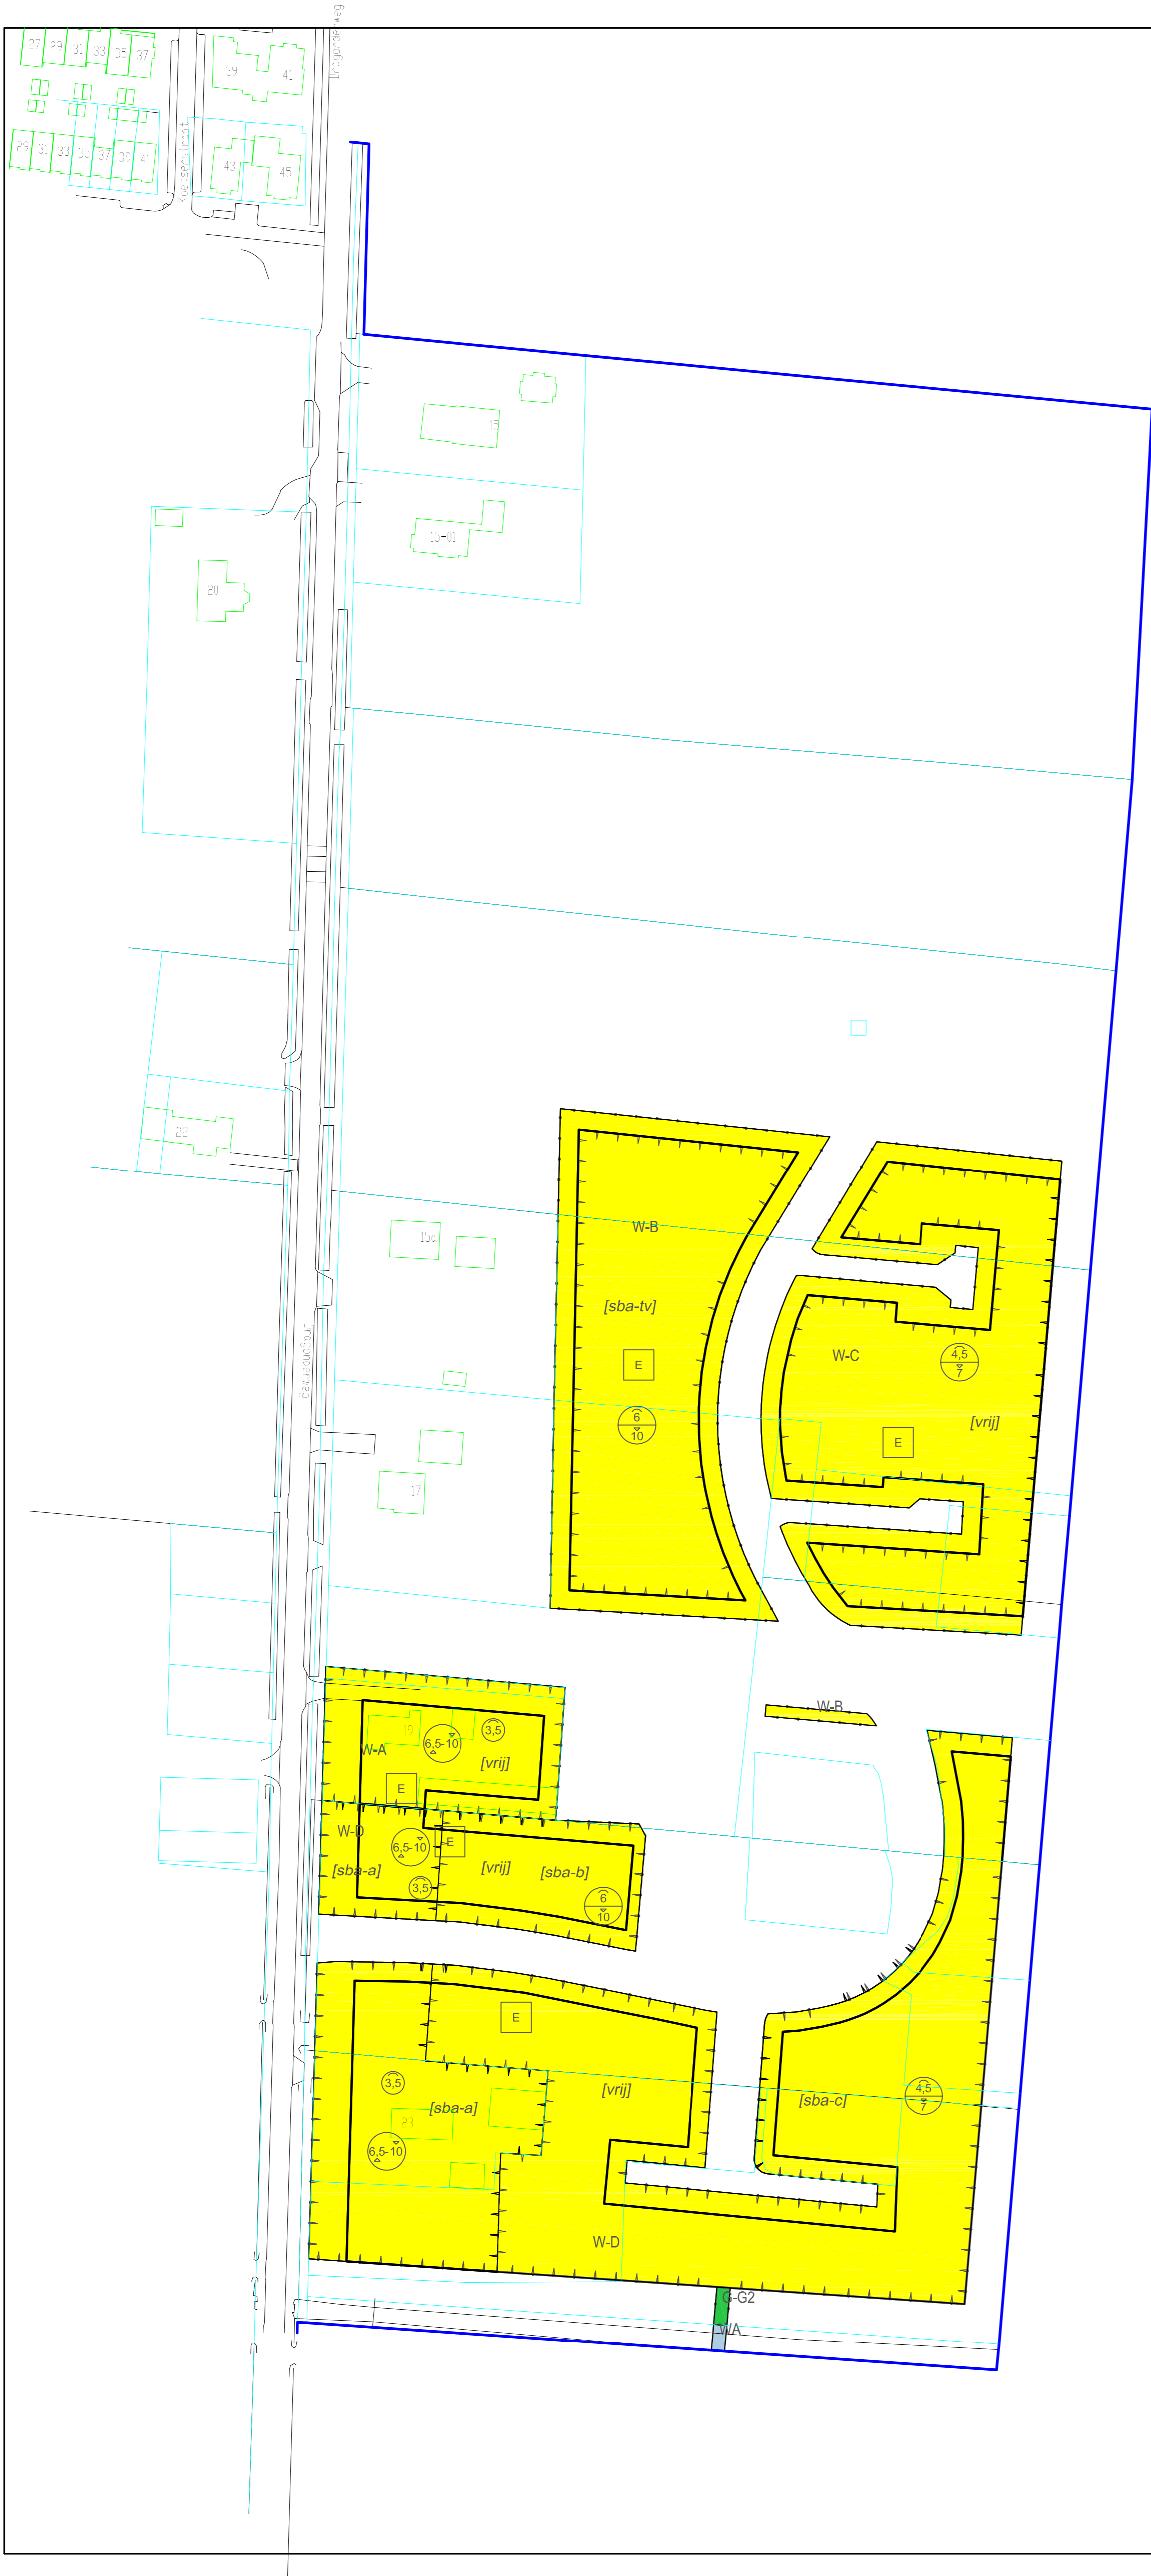 Dragonderweg
27 29 31 33 35 37
39 41
Koetserstraat
29 31 33 35 37 39 41
43 45
15
15-01
20
22
W-B
15c
[sba-tv]
Dragonderweg
W-C
4,5
7
E
6
10
[vrij]
E
17
W-B
19
3,5
6,5-10
W-A
[vrij]
E
W-D
6,5-10
E
[sba-a]
[vrij]
[sba-b]
3,5
6
10
E
3,5
[vrij]
4,5
7
[sba-a]
[sba-c]
23
6,5-10
W-D
G-G2
WA